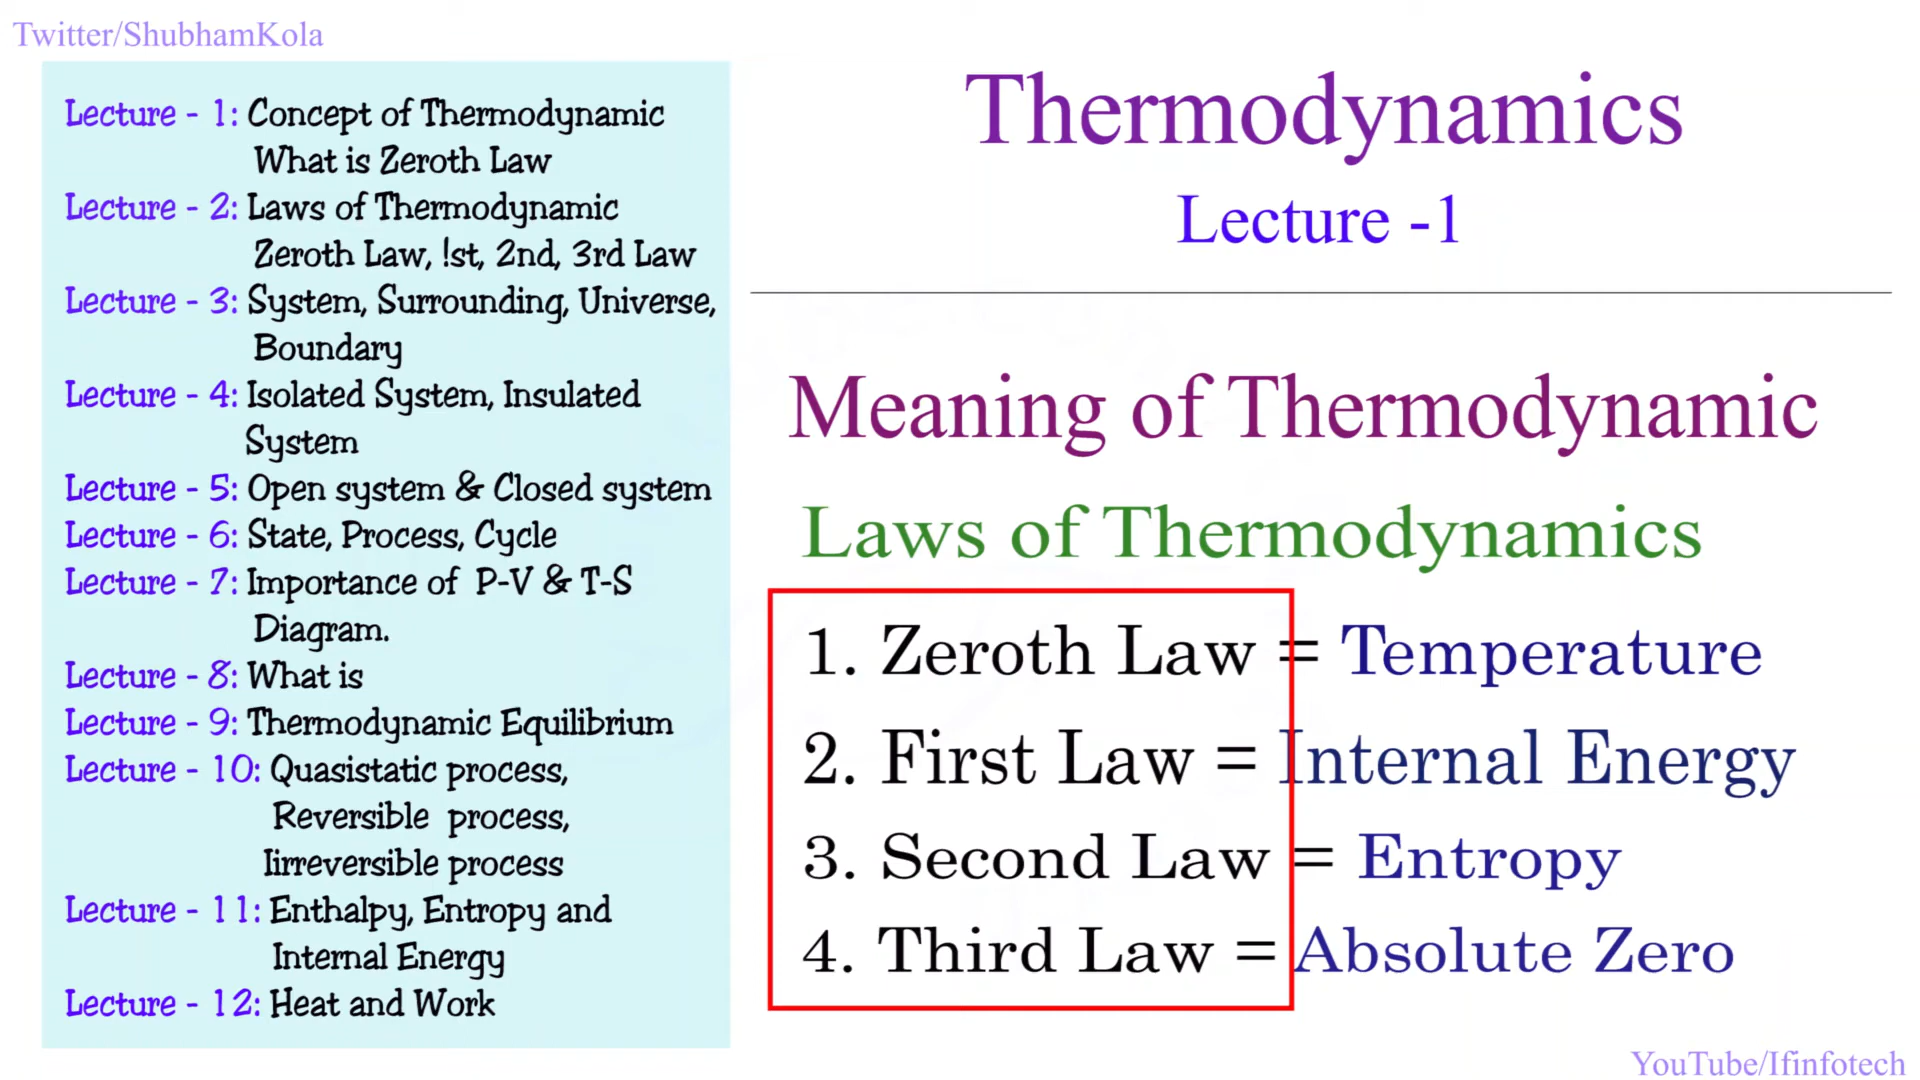 Twitter/ShubhamKola
Lecture - 1: Concept of Thermodynamic
What is Zeroth Law
Lecture - 2: Laws of Thermodynamic
Zeroth Law, !st, 2nd, 3rd Law
Lecture - 3: System, Surrounding, Universe,
Boundary
Lecture - 4: Isolated System, Insulated
System
Lecture - 5: Open system & Closed system
Lecture - 6: State, Process, Cycle
Lecture - 7: Importance of P-V & T-S
Diagram.
Lecture - 8: What is
Lecture - 9: Thermodynamic Equilibrium
Lecture - 10: Quasistatic process,
Reversible process,
Iirreversible process
Lecture - 11: Enthalpy, Entropy and
Internal Energy
Lecture - 12: Heat and Work
Thermodynamics
Lecture -1
Meaning of Thermodynamic
Laws of Thermodynamics
1. Zeroth Law = Temperature
2. First Law = Internal Energy
3. Second Law = Entropy
4. Third Law = Absolute Zero
YouTube/Ifinfotech